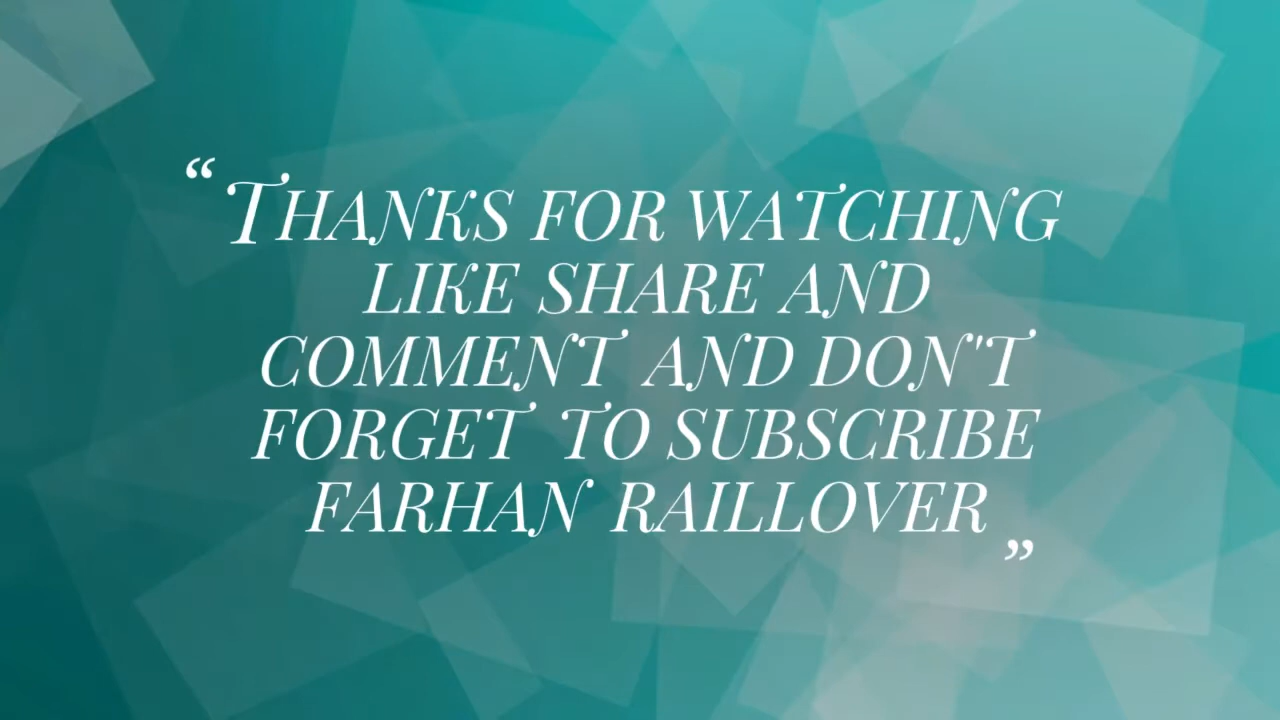 “ THANKS FOR WATCHING
LIKE SHARE AND
COMMENT AND DON'T
FORGET TO SUBSCRIBE
FARHAN RAILLOVER ”